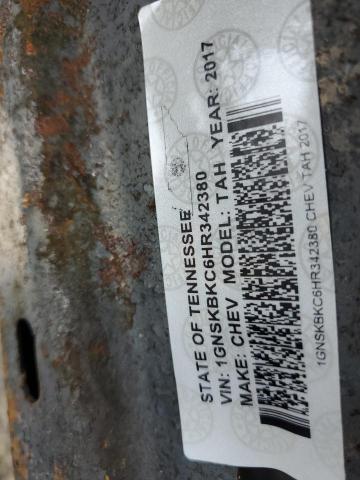 STATE OF TENNESSEE
VIN: 1GNSKBKC6HR342380
MAKE: CHEV MODEL: TAH YEAR: 2017
1GNSKBKC6HR342380 CHEV TAH 2017